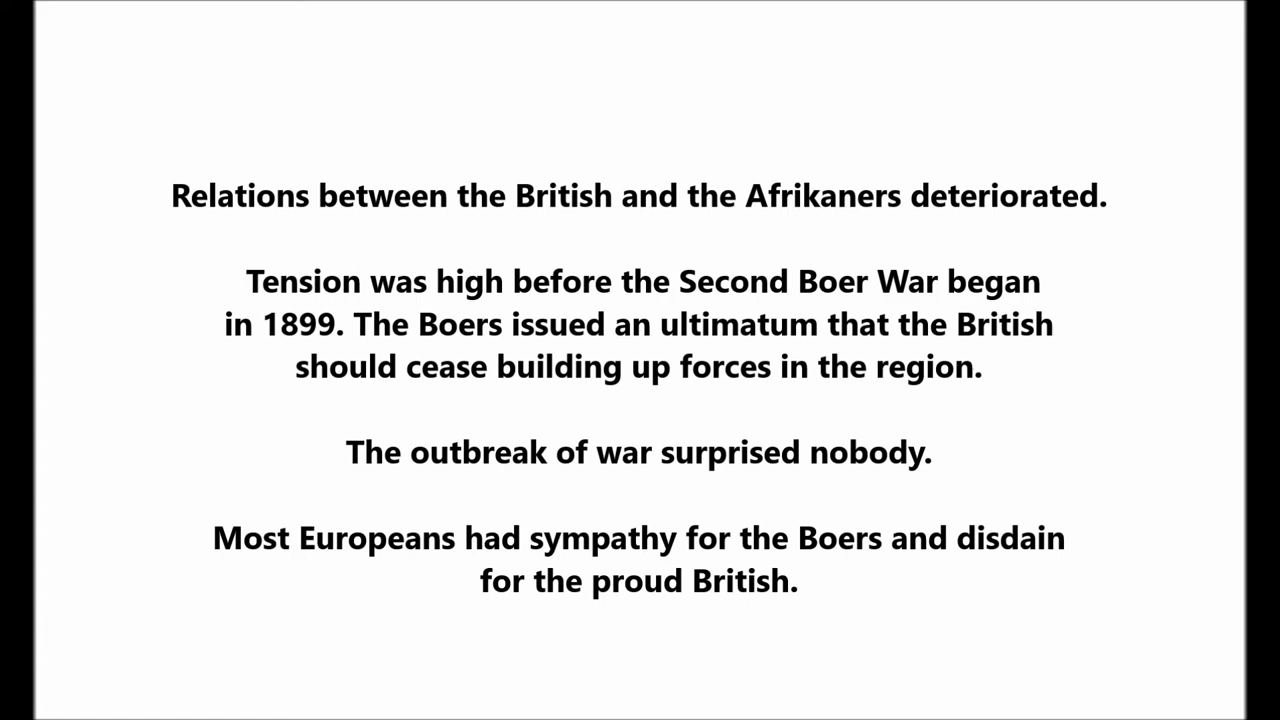 Relations between the British and the Afrikaners deteriorated.
Tension was high before the Second Boer War began
in 1899. The Boers issued an ultimatum that the British
should cease building up forces in the region.
The outbreak of war surprised nobody.
Most Europeans had sympathy for the Boers and disdain
for the proud British.